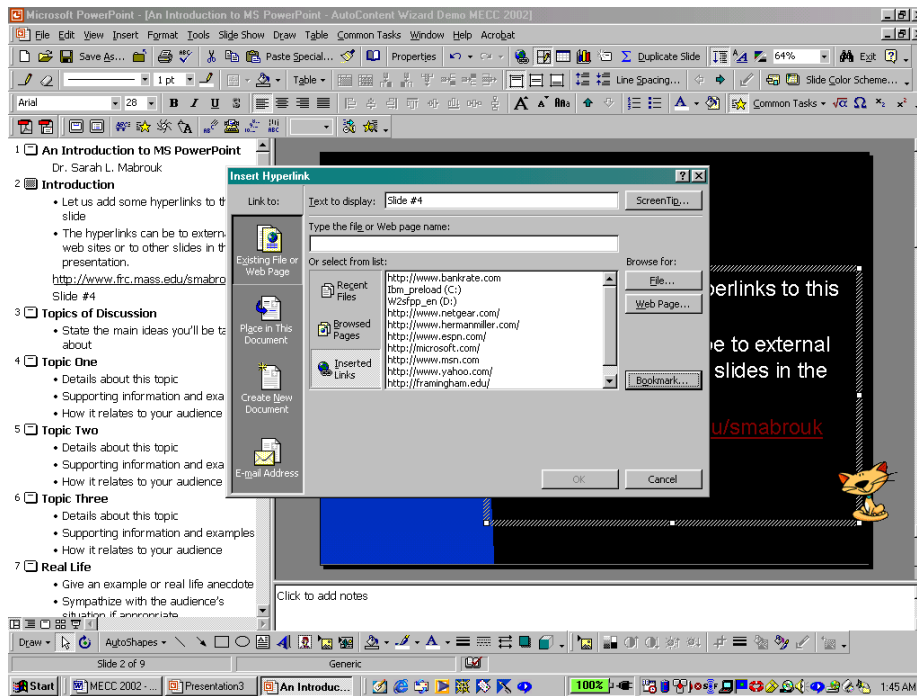 Microsoft PowerPoint - [An Introduction to MS PowerPoint - AutoContent Wizard Demo MECC 2002]
File Edit View Insert Format Tools Slide Show Draw Table Common Tasks Window Help Acrobat
Save As... Paste Special... Properties Duplicate Slide 64% Exit
1 pt Table Line Spacing... Slide Color Scheme...
Arial 28 B I U S Common Tasks
1 An Introduction to MS PowerPoint
Dr. Sarah L. Mabrouk
2 Introduction
• Let us add some hyperlinks to th
slide
• The hyperlinks can be to extern
web sites or to other slides in th
presentation.
http://www.frc.mass.edu/smabro
Slide #4
3 Topics of Discussion
• State the main ideas you'll be ta
about
4 Topic One
• Details about this topic
• Supporting information and exa
• How it relates to your audience
5 Topic Two
• Details about this topic
• Supporting information and exa
• How it relates to your audience
6 Topic Three
• Details about this topic
• Supporting information and examples
• How it relates to your audience
7 Real Life
• Give an example or real life anecdote
• Sympathize with the audience's
situation if appropriate
Insert Hyperlink
Link to:
Text to display: Slide #4
ScreenTip...
Existing File or
Web Page
Place in This
Document
Create New
Document
E-mail Address
Type the file or Web page name:
Or select from list:
Recent
Files
Browsed
Pages
Inserted
Links
http://www.bankrate.com
Ibm_preload (C:)
W2sfpp_en (D:)
http://www.netgear.com/
http://www.hermanmiller.com/
http://www.espn.com/
http://microsoft.com/
http://www.msn.com
http://www.yahoo.com/
http://framingham.edu/
Browse for:
File...
Web Page...
Bookmark...
OK
Cancel
perlinks to this
be to external
slides in the
u/smabrouk
Click to add notes
Draw AutoShapes
Slide 2 of 9 Generic
Start MECC 2002 - ... Presentation3 An Introduc... 100% 1:45 AM